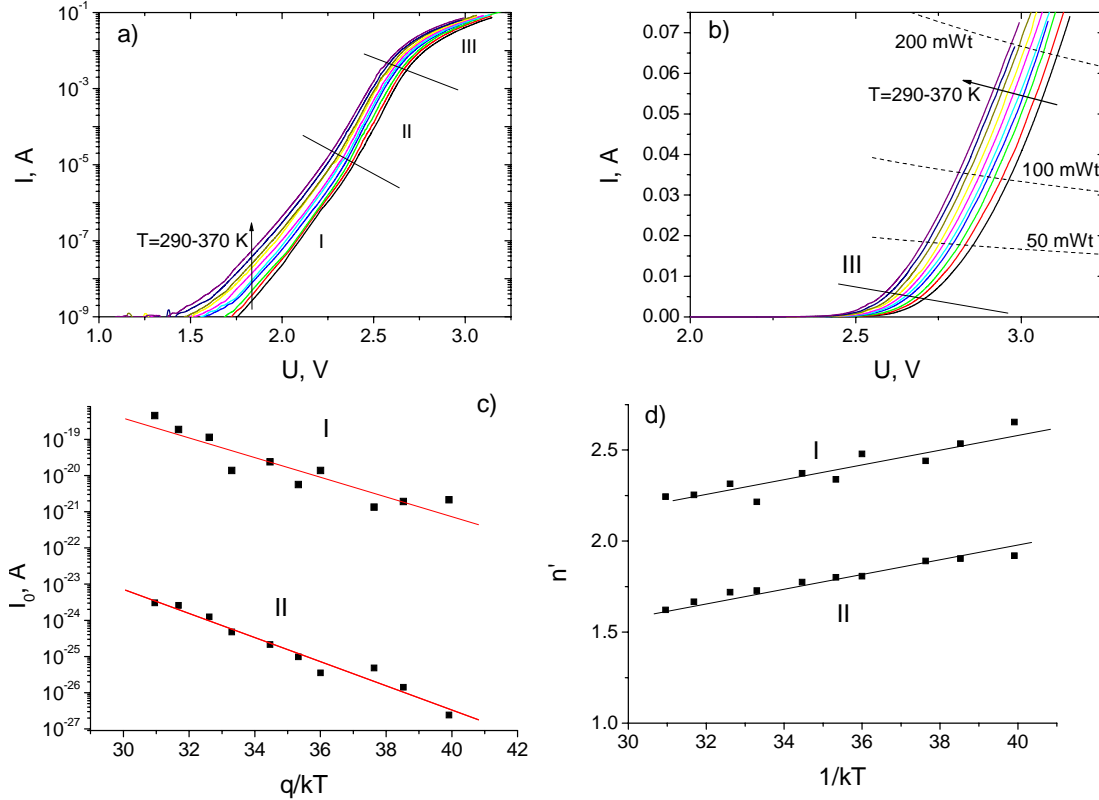 a)
I, A
10^-1
10^-3
10^-5
10^-7
10^-9
III
II
I
T=290-370 K
1.0 1.5 2.0 2.5 3.0
U, V
b)
I, A
0.07
0.06
0.05
0.04
0.03
0.02
0.01
0.00
200 mWt
T=290-370 K
100 mWt
50 mWt
III
2.0 2.5 3.0
U, V
c)
I_0, A
10^-19
10^-20
10^-21
10^-22
10^-23
10^-24
10^-25
10^-26
10^-27
I
II
30 32 34 36 38 40 42
q/kT
d)
n'
2.5
2.0
1.5
1.0
I
II
30 32 34 36 38 40
1/kT